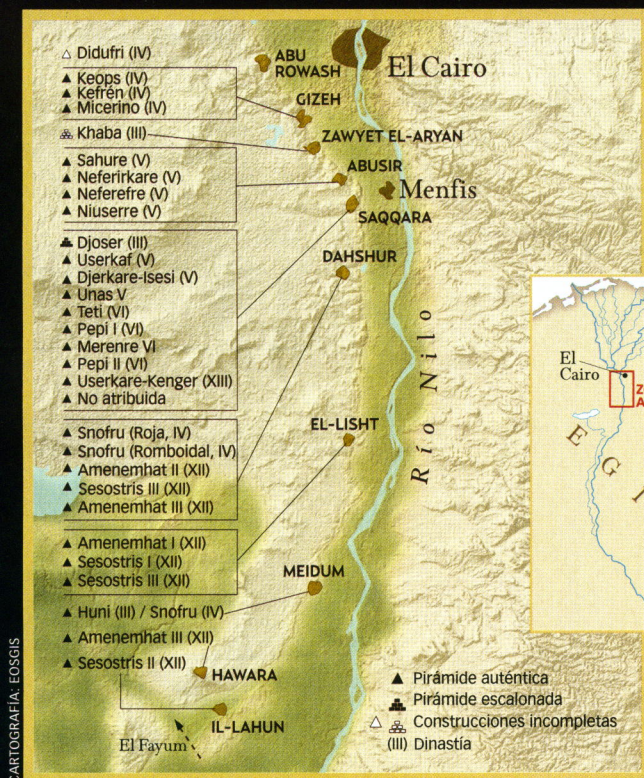 Didufri (IV)
Keops (IV)
Kefrén (IV)
Micerino (IV)
Khaba (III)
Sahure (V)
Neferirkare (V)
Neferefre (V)
Niuserre (V)
Djoser (III)
Userkaf (V)
Djerkare-Isesi (V)
Unas V
Teti (VI)
Pepi I (VI)
Merenre VI
Pepi II (VI)
Userkare-Kenger (XIII)
No atribuida
Snofru (Roja, IV)
Snofru (Romboidal, IV)
Amenemhat II (XII)
Sesostris III (XII)
Amenemhat III (XII)
Amenemhat I (XII)
Sesostris I (XII)
Sesostris III (XII)
Huni (III) / Snofru (IV)
Amenemhat III (XII)
Sesostris II (XII)
ABU
ROWASH
El Cairo
GIZEH
ZAWYET EL-ARYAN
ABUSIR
Menfis
SAQQARA
DAHSHUR
EL-LISHT
Río Nilo
MEIDUM
HAWARA
IL-LAHUN
El Fayum
El
Cairo
Z
A
E G I
Pirámide auténtica
Pirámide escalonada
Construcciones incompletas
(III) Dinastía
CARTOGRAFÍA: EOSGIS